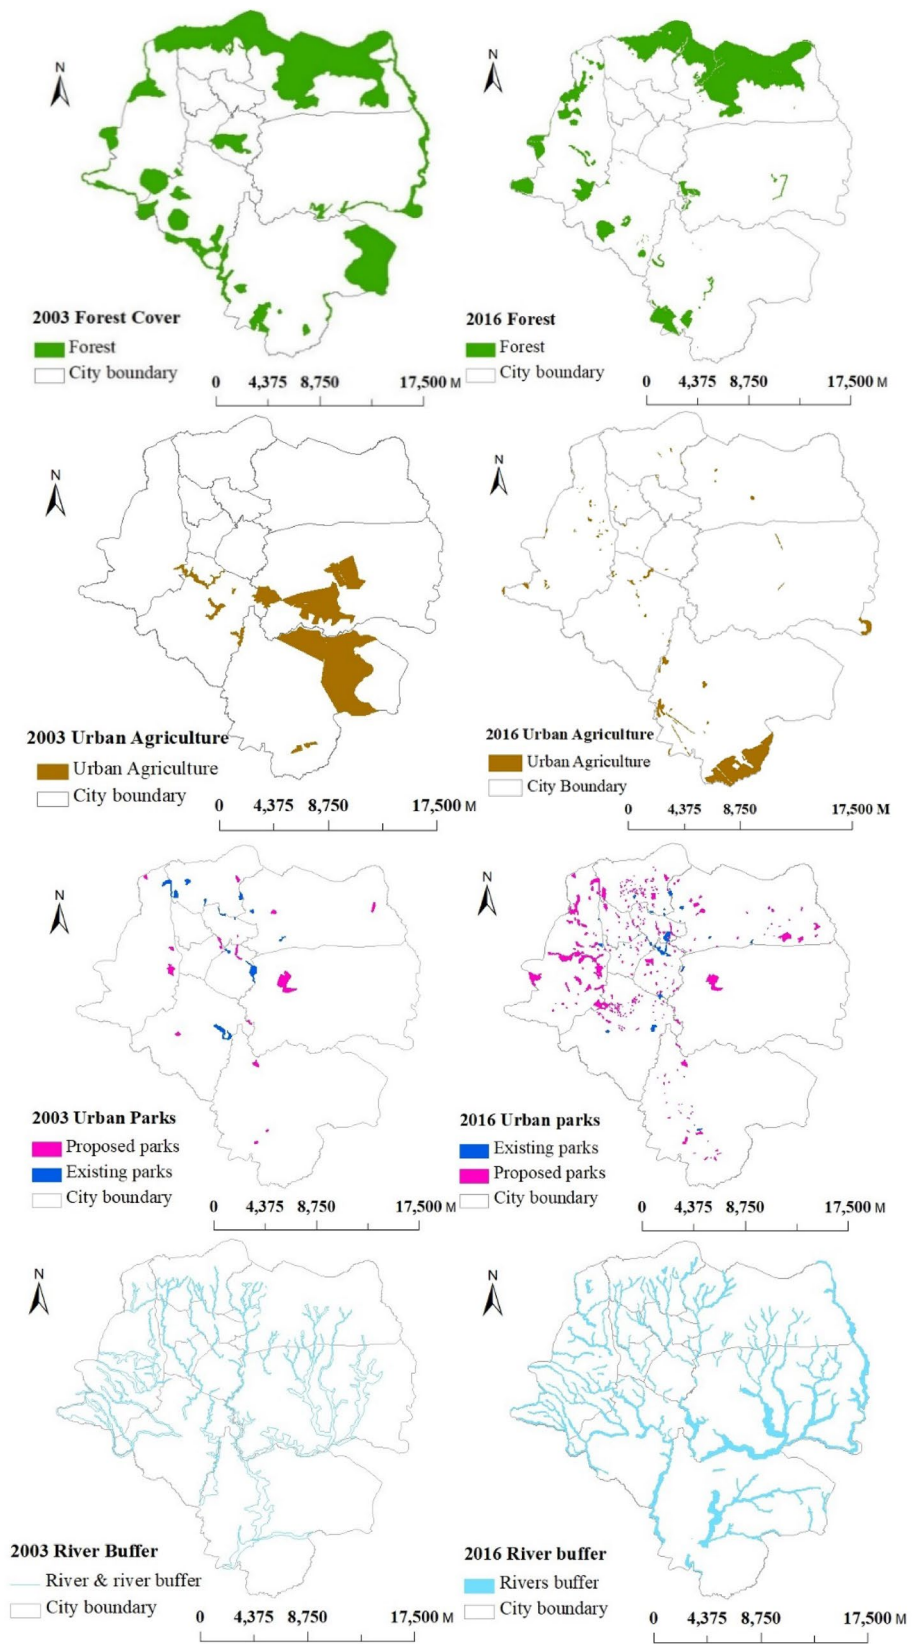 N
2003 Forest Cover
Forest
City boundary
0 4,375 8,750 17,500 M
N
2016 Forest
Forest
City boundary
0 4,375 8,750 17,500 M
N
2003 Urban Agriculture
Urban Agriculture
City boundary
0 4,375 8,750 17,500 M
N
2016 Urban Agriculture
Urban Agriculture
City Boundary
0 4,375 8,750 17,500 M
N
2003 Urban Parks
Proposed parks
Existing parks
City boundary
0 4,375 8,750 17,500 M
N
2016 Urban parks
Existing parks
Proposed parks
City boundary
0 4,375 8,750 17,500 M
N
2003 River Buffer
River & river buffer
City boundary
0 4,375 8,750 17,500 M
N
2016 River buffer
Rivers buffer
City boundary
0 4,375 8,750 17,500 M